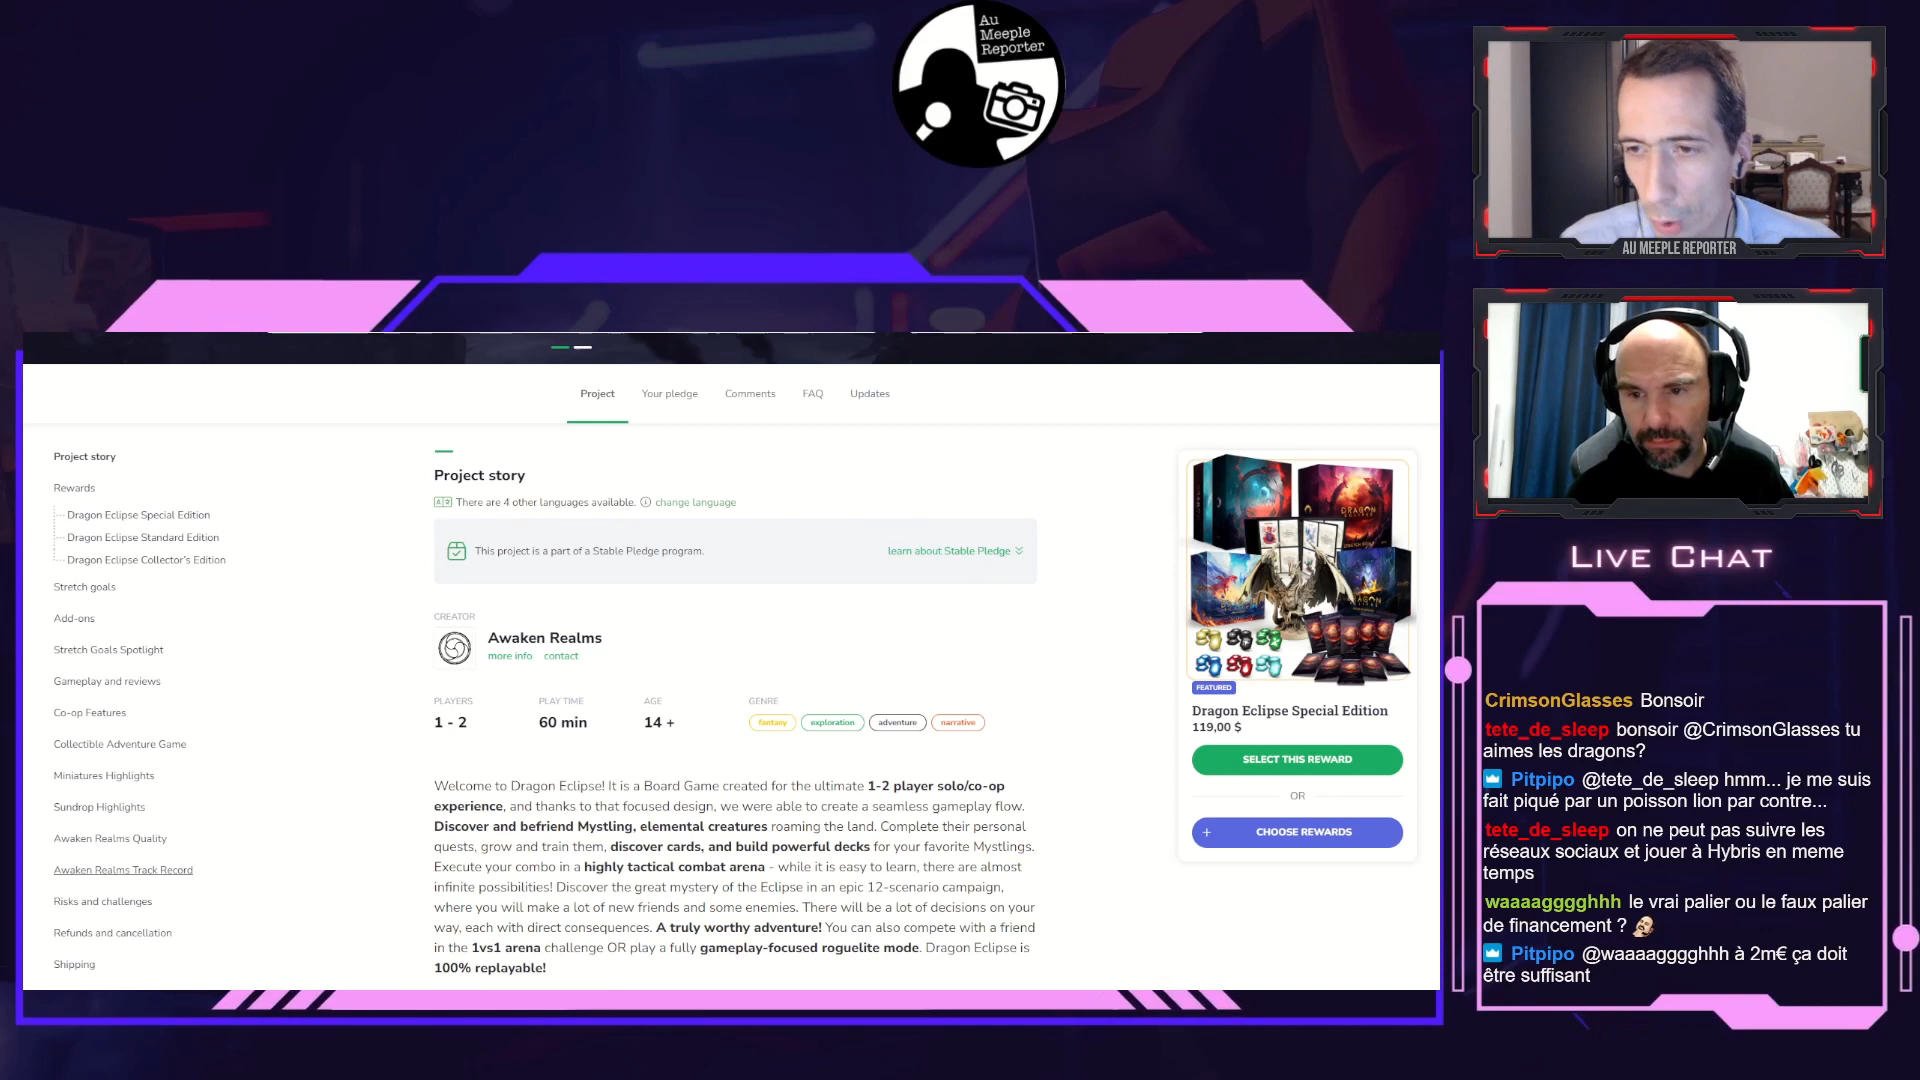 Au
Meeple
Reporter
AU MEEPLE REPORTER
Project
Your pledge
Comments
FAQ
Updates
Project story
Rewards
Dragon Eclipse Special Edition
Dragon Eclipse Standard Edition
Dragon Eclipse Collector's Edition
Stretch goals
Add-ons
Stretch Goals Spotlight
Gameplay and reviews
Co-op Features
Collectible Adventure Game
Miniatures Highlights
Sundrop Highlights
Awaken Realms Quality
Awaken Realms Track Record
Risks and challenges
Refunds and cancellation
Shipping
Project story
There are 4 other languages available. change language
This project is a part of a Stable Pledge program.
learn about Stable Pledge
CREATOR
Awaken Realms
more info contact
PLAYERS
1 - 2
PLAY TIME
60 min
AGE
14 +
GENRE
fantasy exploration adventure narrative
Welcome to Dragon Eclipse! It is a Board Game created for the ultimate 1-2 player solo/co-op
experience, and thanks to that focused design, we were able to create a seamless gameplay flow.
Discover and befriend Mystling, elemental creatures roaming the land. Complete their personal
quests, grow and train them, discover cards, and build powerful decks for your favorite Mystlings.
Execute your combo in a highly tactical combat arena - while it is easy to learn, there are almost
infinite possibilities! Discover the great mystery of the Eclipse in an epic 12-scenario campaign,
where you will make a lot of new friends and some enemies. There will be a lot of decisions on your
way, each with direct consequences. A truly worthy adventure! You can also compete with a friend
in the 1vs1 arena challenge OR play a fully gameplay-focused roguelite mode. Dragon Eclipse is
100% replayable!
DRAGON
FEATURED
Dragon Eclipse Special Edition
119,00 $
SELECT THIS REWARD
OR
+ CHOOSE REWARDS
LIVE CHAT
CrimsonGlasses Bonsoir
tete_de_sleep bonsoir @CrimsonGlasses tu
aimes les dragons?
Pitpipo @tete_de_sleep hmm... je me suis
fait piqué par un poisson lion par contre...
tete_de_sleep on ne peut pas suivre les
réseaux sociaux et jouer à Hybris en meme
temps
waaaagggghhh le vrai palier ou le faux palier
de financement ?
Pitpipo @waaaagggghhh à 2m€ ça doit
être suffisant